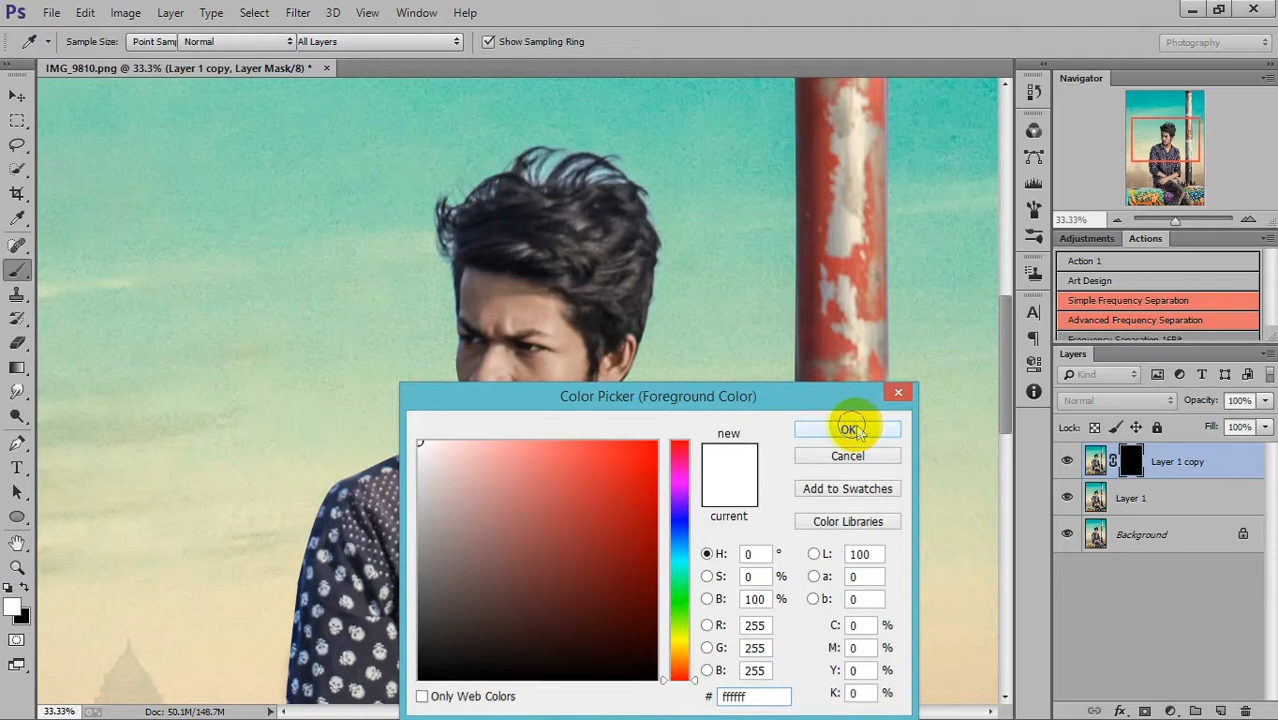 Ps File Edit Image Layer Type Select Filter 3D View Window Help
Sample Size: Point Samp Normal All Layers Show Sampling Ring Photography
IMG_9810.png @ 33.3% (Layer 1 copy, Layer Mask/8) * ×
Navigator
33.33%
Adjustments Actions
Action 1
Art Design
Simple Frequency Separation
Advanced Frequency Separation
Frequency Separation 16Bit
Layers
Kind
Normal Opacity: 100%
Lock: Fill: 100%
Layer 1 copy
Layer 1
Background
Color Picker (Foreground Color)
new
current
OK
Cancel
Add to Swatches
Color Libraries
H: 0 ° L: 100
S: 0 % a: 0
B: 100 % b: 0
R: 255 C: 0 %
G: 255 M: 0 %
B: 255 Y: 0 %
# ffffff K: 0 %
Only Web Colors
33.33% Doc: 50.1M/148.7M